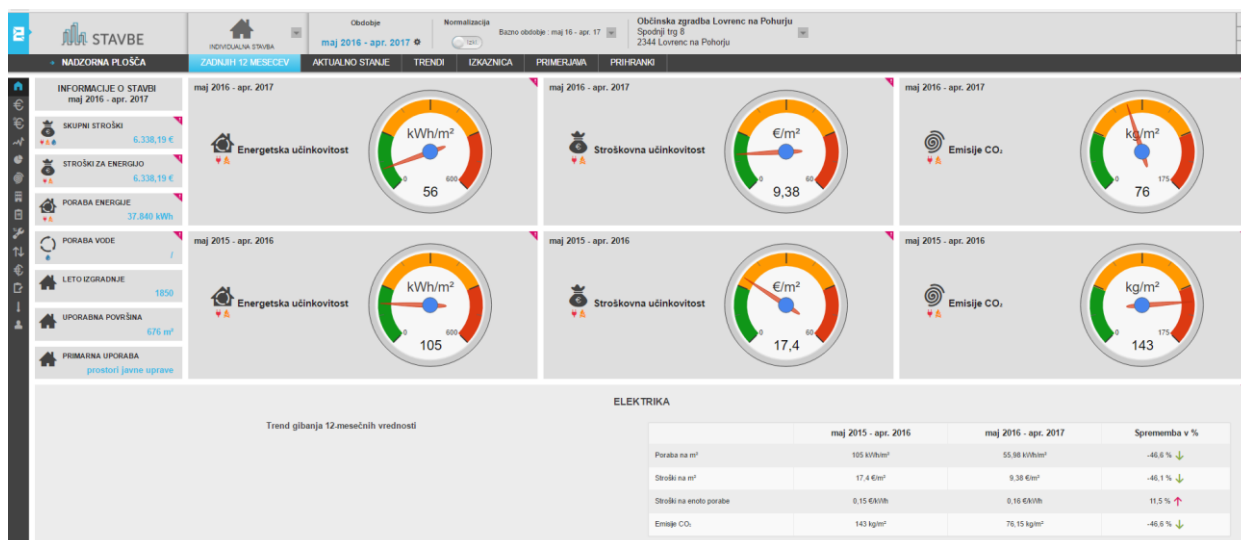 STAVBE
INDIVIDUALNA STAVBA
Obdobje
maj 2016 - apr. 2017
Normalizacija
Bazno obdobje : maj 16 - apr. 17
Občinska zgradba Lovrenc na Pohurju
Spodnji trg 8
2344 Lovrenc na Pohorju
NADZORNA PLOŠČA
ZADNJIH 12 MESECEV
AKTUALNO STANJE
TRENDI
IZKAZNICA
PRIMERJAVA
PRIHRANKI
INFORMACIJE O STAVBI
maj 2016 - apr. 2017
SKUPNI STROŠKI
6.338,19 €
STROŠKI ZA ENERGIJO
6.338,19 €
PORABA ENERGIJE
37.840 kWh
PORABA VODE
/
LETO IZGRADNJE
1850
UPORABNA POVRŠINA
676 m²
PRIMARNA UPORABA
prostori javne uprave
maj 2016 - apr. 2017
Energetska učinkovitost
kWh/m²
0
600
56
maj 2016 - apr. 2017
Stroškovna učinkovitost
€/m²
0
60
9,38
maj 2016 - apr. 2017
Emisije CO₂
kg/m²
0
175
76
maj 2015 - apr. 2016
Energetska učinkovitost
kWh/m²
0
600
105
maj 2015 - apr. 2016
Stroškovna učinkovitost
€/m²
0
60
17,4
maj 2015 - apr. 2016
Emisije CO₂
kg/m²
0
175
143
ELEKTRIKA
Trend gibanja 12-mesečnih vrednosti
maj 2015 - apr. 2016 maj 2016 - apr. 2017 Sprememba v %
Poraba na m² 105 kWh/m² 55,98 kWh/m² -46,6 %
Stroški na m² 17,4 €/m² 9,38 €/m² -46,1 %
Stroški na enoto porabe 0,15 €/kWh 0,16 €/kWh 11,5 %
Emisije CO₂ 143 kg/m² 76,15 kg/m² -46,6 %